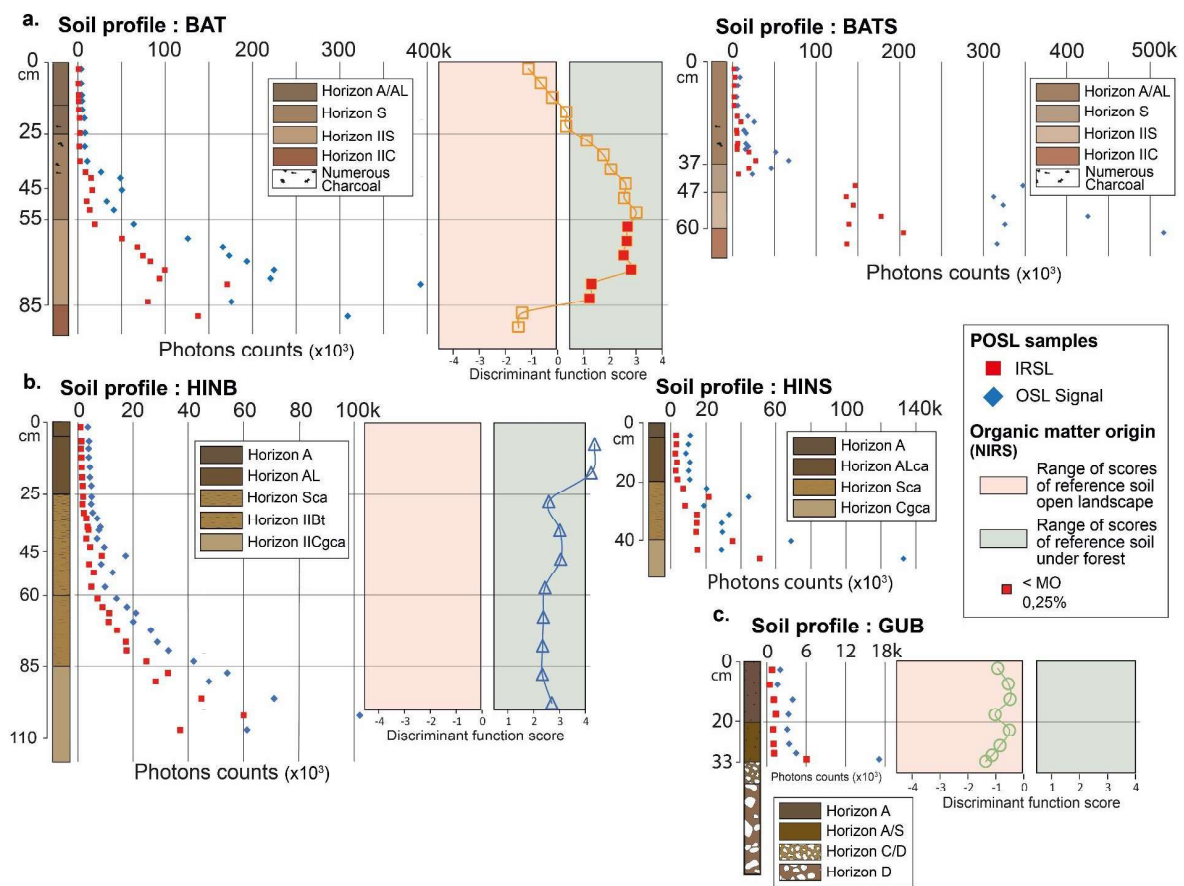 a.
Soil profile : BAT
0 100 200 400k
0
cm
25
45
55
85
Horizon A/AL
Horizon S
Horizon IIS
Horizon IIC
Numerous
Charcoal
Photons counts (x10³)
-4 -3 -2 -1 0 1 2 3 4
Discriminant function score
Soil profile : BATS
0 100 200 300 500k
0
cm
37
47
60
Horizon A/AL
Horizon S
Horizon IIS
Horizon IIC
Numerous
Charcoal
Photons counts (x10³)
b.
Soil profile : HINB
0 20 40 60 80 100k
0
cm
25
45
60
85
110
Horizon A
Horizon AL
Horizon Sca
Horizon IIBt
Horizon IICgca
Photons counts (x10³)
-4 -3 -2 -1 0 1 2 3 4
Discriminant function score
Soil profile : HINS
0 20 60 100 140k
0
cm
20
40
Horizon A
Horizon ALca
Horizon Sca
Horizon Cgca
Photons counts (x10³)
POSL samples
IRSL
OSL Signal
Organic matter origin
(NIRS)
Range of scores
of reference soil
open landscape
Range of scores
of reference soil
under forest
< MO
0,25%
c.
Soil profile : GUB
0 6 12 18k
0
cm
20
33
Photons counts (x10³)
-4 -3 -2 -1 0 1 2 3 4
Discriminant function score
Horizon A
Horizon A/S
Horizon C/D
Horizon D